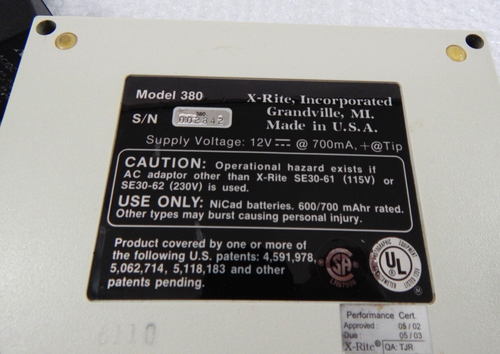 Model 380
X-Rite, Incorporated
Grandville, MI.
Made in U.S.A.
S/N
380
002842
Supply Voltage: 12V⎓ @ 700mA, +@Tip
CAUTION: Operational hazard exists if
AC adaptor other than X-Rite SE30-61 (115V) or
SE30-62 (230V) is used.
USE ONLY: NiCad batteries. 600/700 mAhr rated.
Other types may burst causing personal injury.
Product covered by one or more of
the following U.S. patents: 4,591,978,
5,062,714, 5,118,183 and other
patents pending.
UL
Performance Cert.
Approved : 05 / 02
Due : 05 / 03
X-Rite® QA: TJR